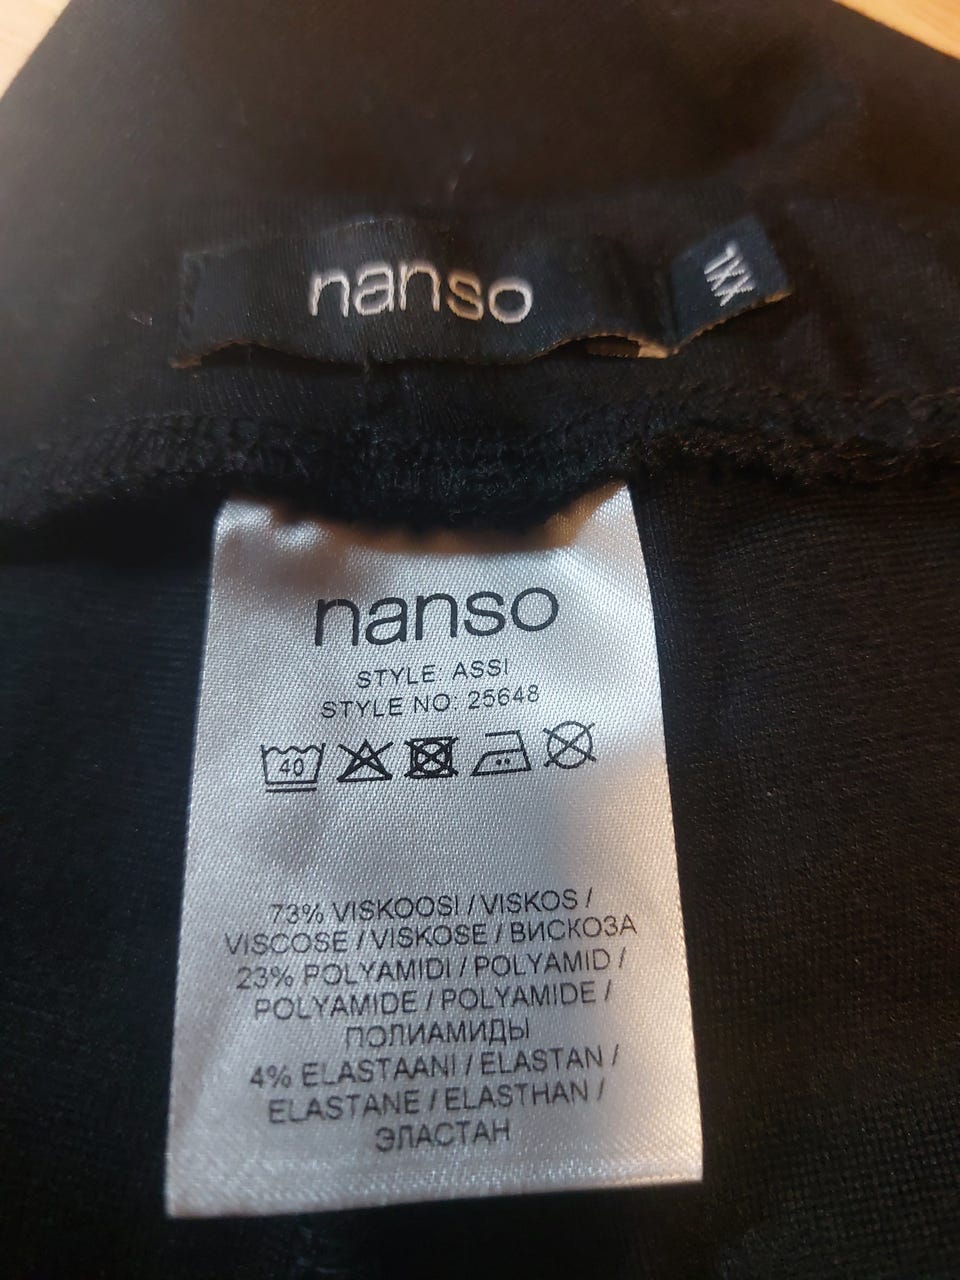 nanso
XXL
nanso
STYLE: ASSI
STYLE NO: 25648
40
73% VISKOOSI / VISKOS /
VISCOSE / VISKOSE / ВИСКОЗА
23% POLYAMIDI / POLYAMID /
POLYAMIDE / POLYAMIDE /
ПОЛИАМИДЫ
4% ELASTAANI / ELASTAN /
ELASTANE / ELASTHAN /
ЭЛАСТАН